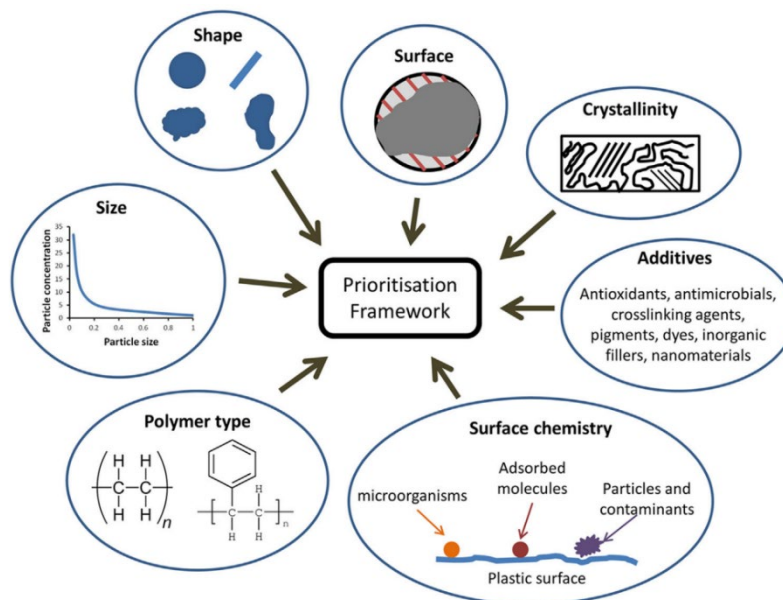 Shape
Surface
Crystallinity
Size
Particle concentration
35
30
25
20
15
10
5
0
0
0.2
0.4
0.6
0.8
1
Particle size
Prioritisation
Framework
Additives
Antioxidants, antimicrobials,
crosslinking agents,
pigments, dyes, inorganic
fillers, nanomaterials
Polymer type
H H
C C
H H
n
H
C C
H H
n
Surface chemistry
microorganisms
Adsorbed
molecules
Particles and
contaminants
Plastic surface